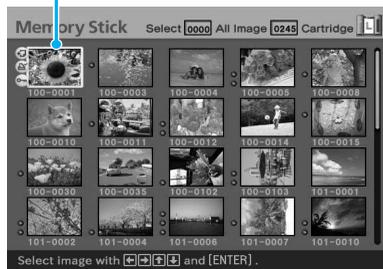 Memory Stick Select 0000 All Image 0245 Cartridge L
100-0001 100-0003 100-0004 100-0005 100-0008
100-0010 100-0011 100-0012 100-0014 100-0015
100-0030 100-0035 100-0102 100-0103 101-0001
101-0002 101-0004 101-0006 101-0007 101-0010
Select image with ←→↑↓ and [ENTER] .